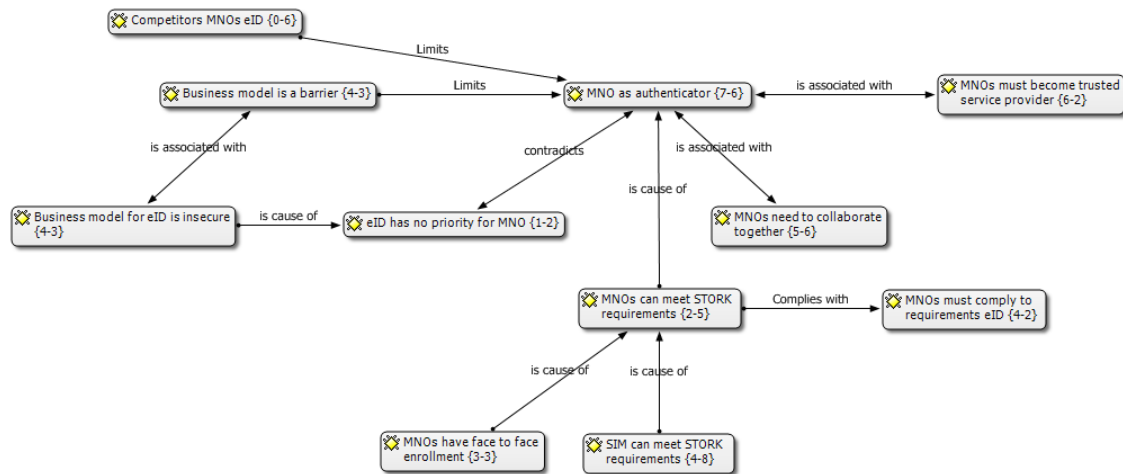 Competitors MNOs eID {0-6}
Limits
Business model is a barrier {4-3}
Limits
MNO as authenticator {7-6}
is associated with
MNOs must become trusted
service provider {6-2}
is associated with
contradicts
is associated with
is cause of
Business model for eID is insecure
{4-3}
is cause of
eID has no priority for MNO {1-2}
MNOs need to collaborate
together {5-6}
MNOs can meet STORK
requirements {2-5}
Complies with
MNOs must comply to
requirements eID {4-2}
is cause of
is cause of
MNOs have face to face
enrollment {3-3}
SIM can meet STORK
requirements {4-8}